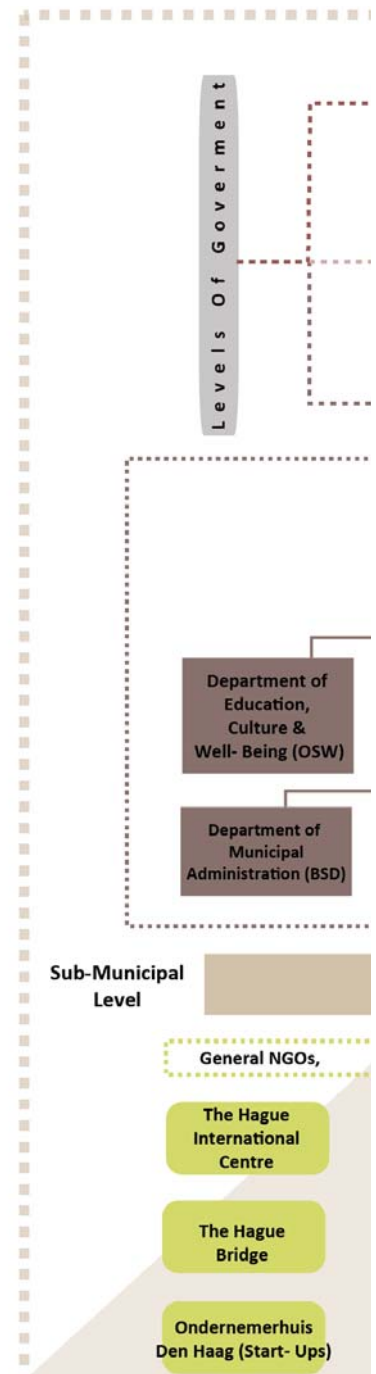 Levels Of Goverment
Department of
Education,
Culture &
Well- Being (OSW)
Department of
Municipal
Administration (BSD)
Sub-Municipal
Level
General NGOs,
The Hague
International
Centre
The Hague
Bridge
Ondernemerhuis
Den Haag (Start- Ups)